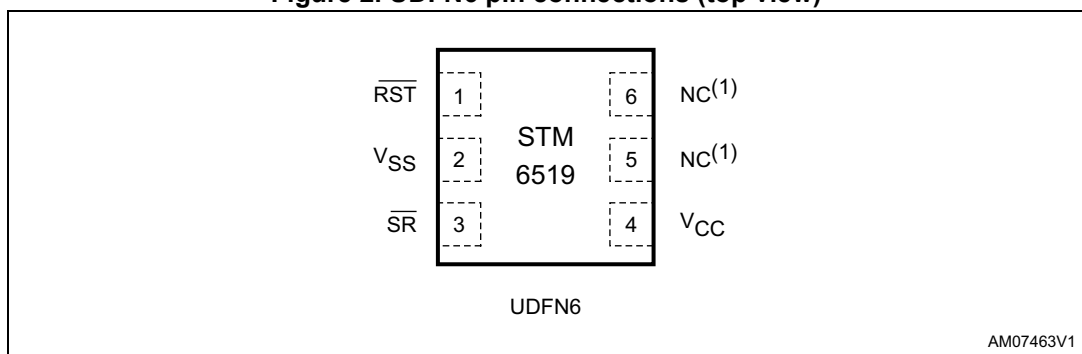 Figure 2. UDFN6 pin connections (top view)
RST 1 6 NC(1)
STM
VSS 2 5 NC(1)
6519
SR 3 4 VCC
UDFN6
AM07463V1